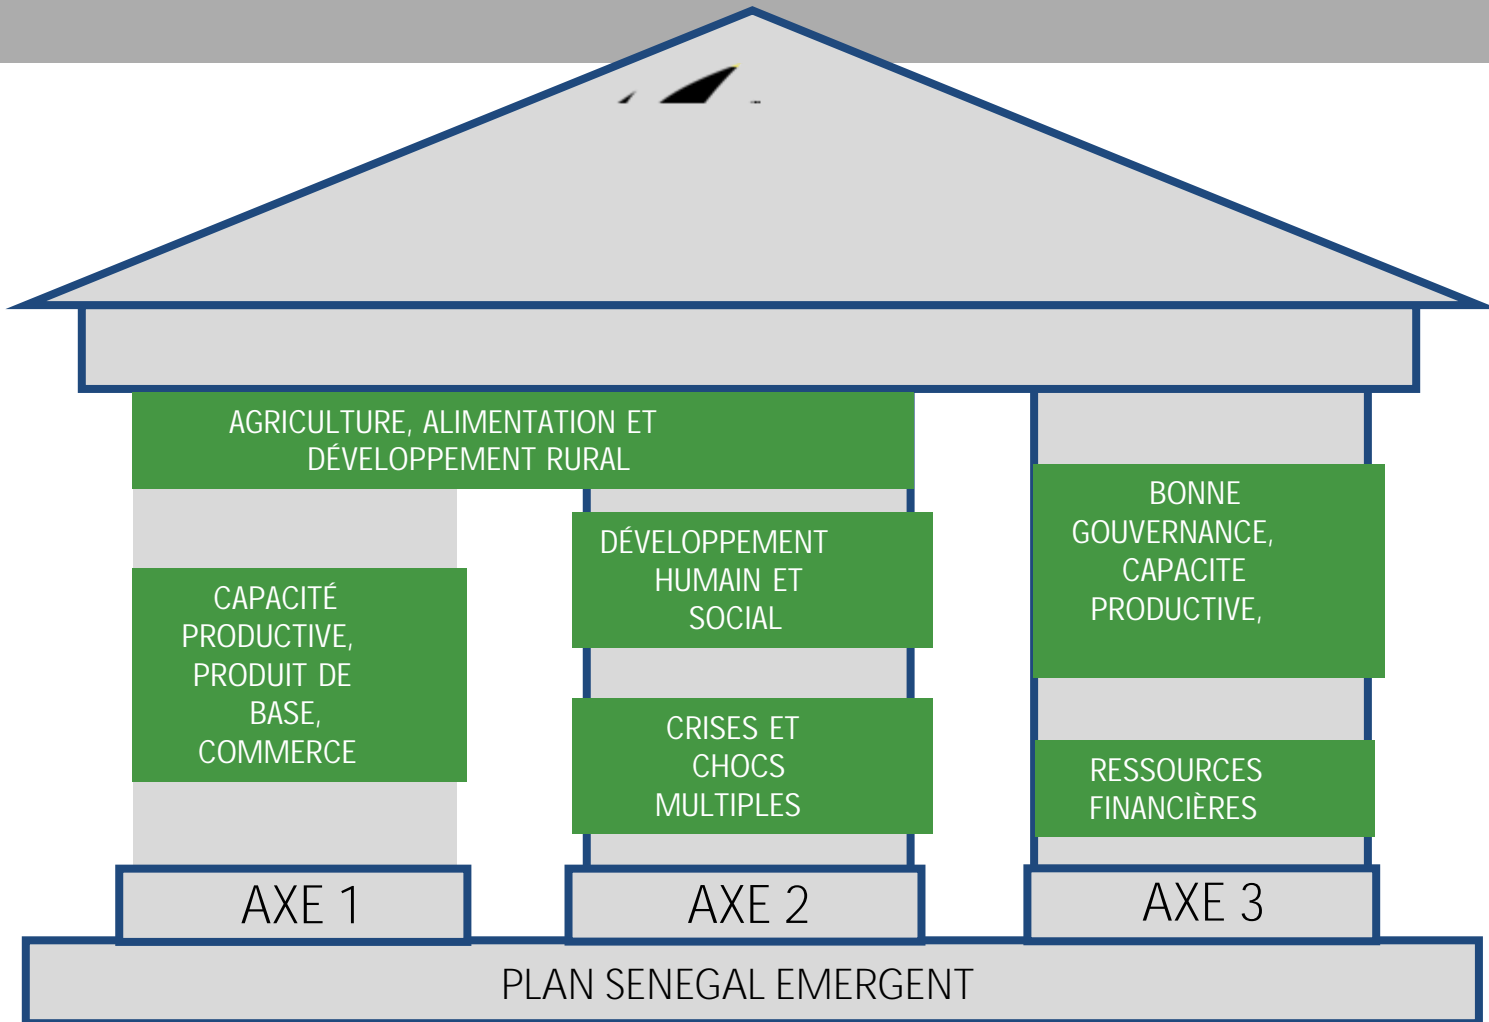 AGRICULTURE, ALIMENTATION ET
DÉVELOPPEMENT RURAL
CAPACITÉ
PRODUCTIVE,
PRODUIT DE
BASE,
COMMERCE
DÉVELOPPEMENT
HUMAIN ET
SOCIAL
CRISES ET
CHOCS
MULTIPLES
BONNE
GOUVERNANCE,
CAPACITE
PRODUCTIVE,
RESSOURCES
FINANCIÈRES
AXE 1
AXE 2
AXE 3
PLAN SENEGAL EMERGENT